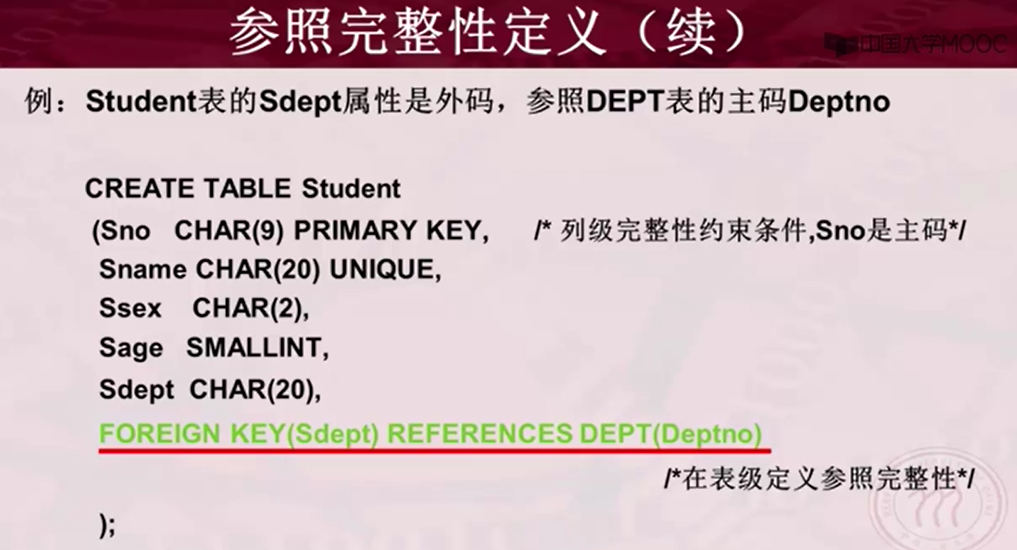 参照完整性定义（续）
中国大学MOOC
例：Student表的Sdept属性是外码，参照DEPT表的主码Deptno
CREATE TABLE Student
(Sno CHAR(9) PRIMARY KEY, /* 列级完整性约束条件,Sno是主码*/
Sname CHAR(20) UNIQUE,
Ssex CHAR(2),
Sage SMALLINT,
Sdept CHAR(20),
FOREIGN KEY(Sdept) REFERENCES DEPT(Deptno)
/*在表级定义参照完整性*/
);